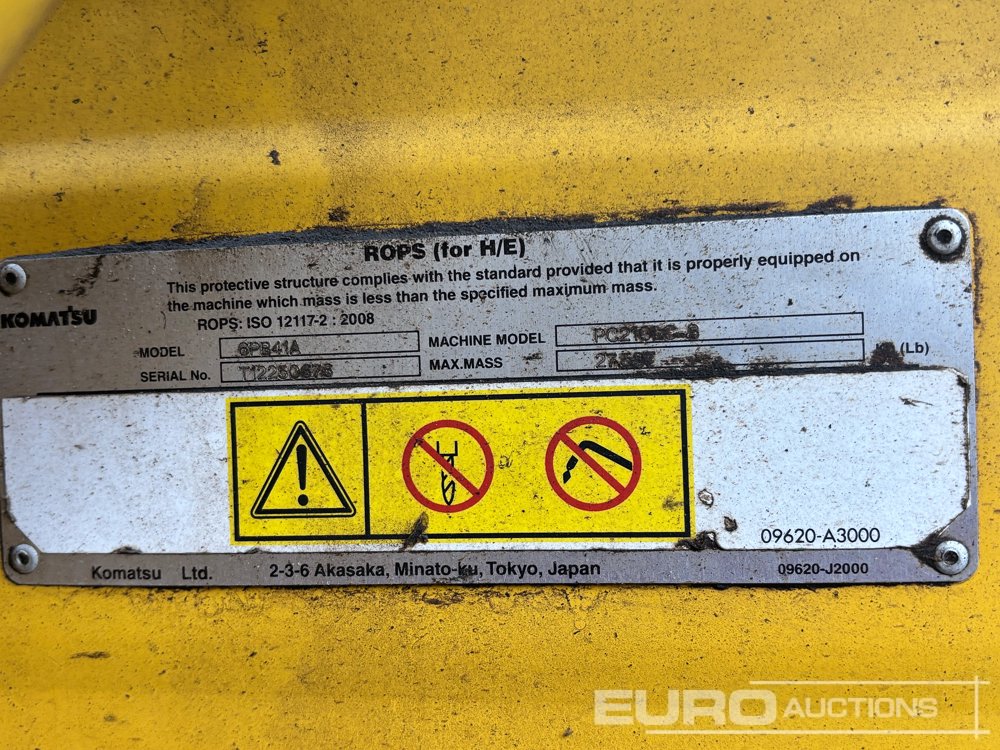 ROPS (for H/E)
This protective structure complies with the standard provided that it is properly equipped on
the machine which mass is less than the specified maximum mass.
KOMATSU
ROPS: ISO 12117-2 : 2008
MODEL 6PB41A MACHINE MODEL PC210LC-8
SERIAL No. MAX.MASS (Lb)
09620-A3000
Komatsu Ltd. 2-3-6 Akasaka, Minato-ku, Tokyo, Japan 09620-J2000
EURO AUCTIONS